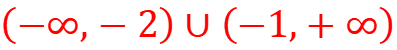 (−∞, − 2) ∪ (−1, + ∞)